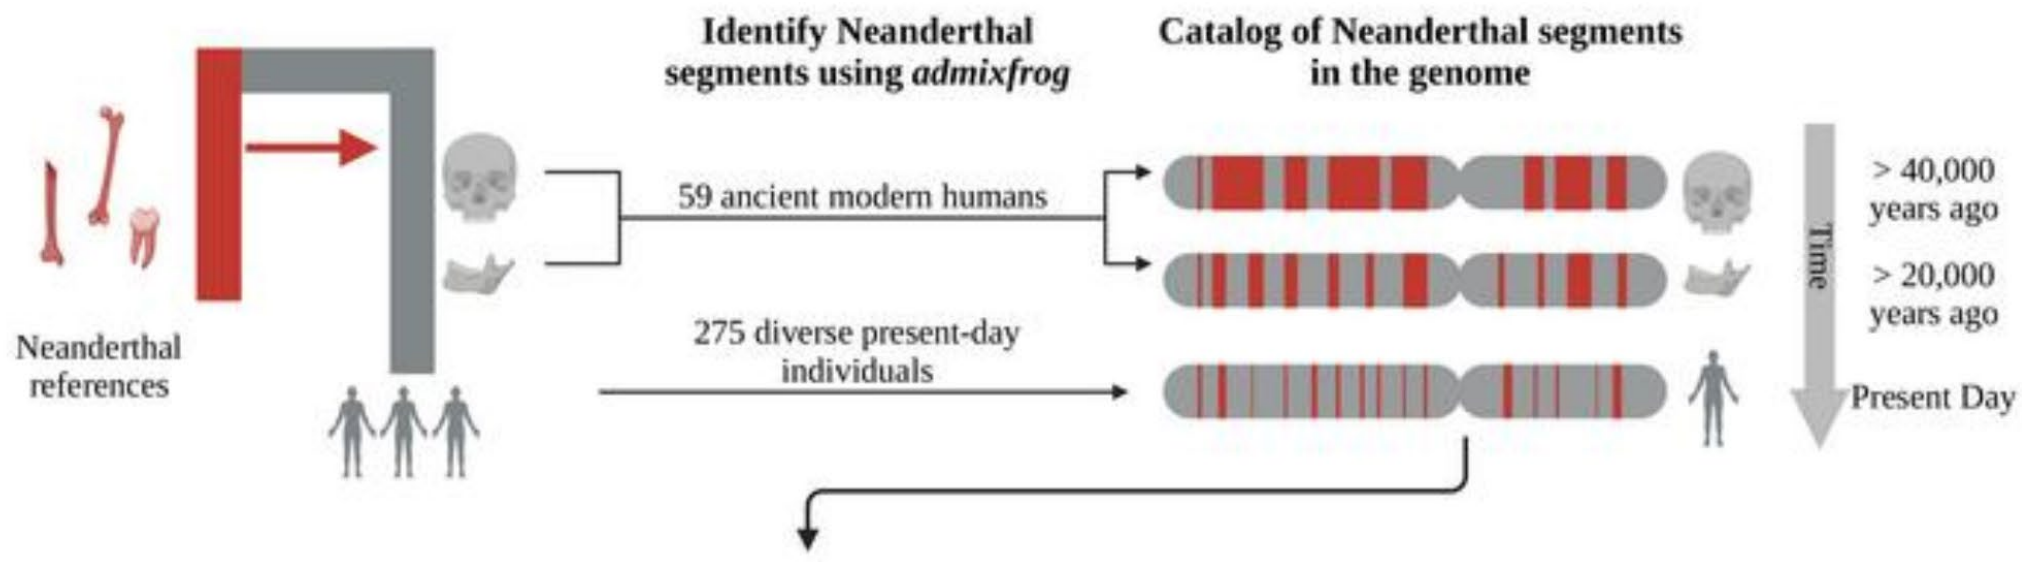 Identify Neanderthal
segments using admixfrog
Catalog of Neanderthal segments
in the genome
Neanderthal
references
59 ancient modern humans
275 diverse present-day
individuals
Time
> 40,000
years ago
> 20,000
years ago
Present Day